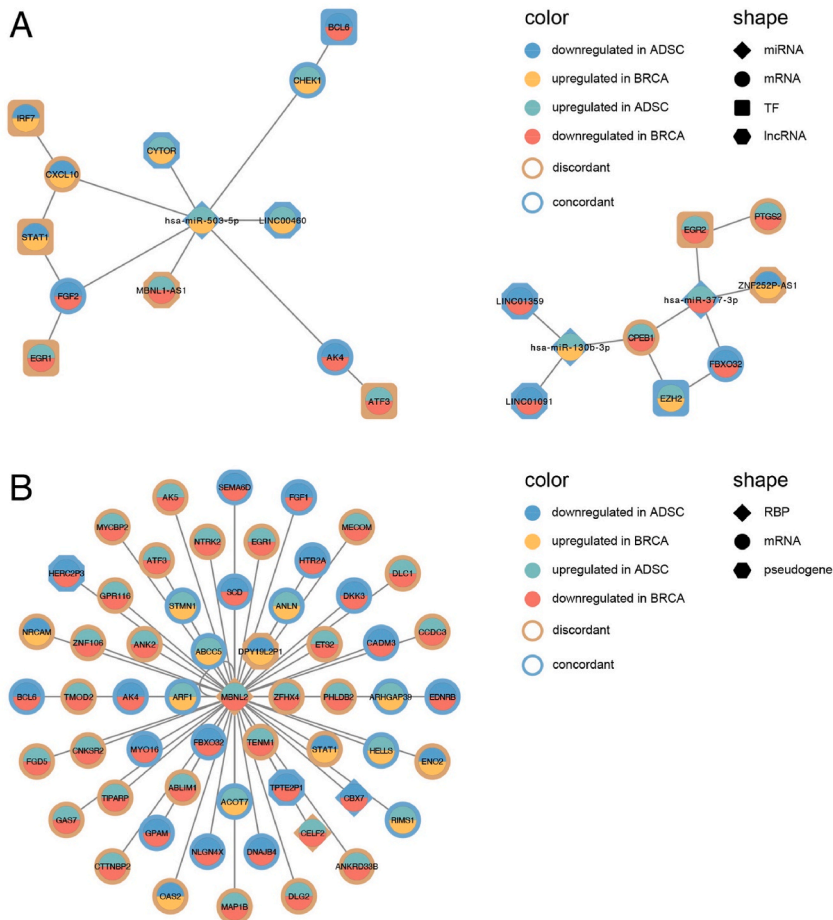 A
color
shape
downregulated in ADSC
miRNA
upregulated in BRCA
mRNA
upregulated in ADSC
TF
downregulated in BRCA
lncRNA
discordant
concordant
BCL6
CHEK1
IRF7
CYTOR
CXCL10
hsa-miR-503-5p
LINC00460
STAT1
MBNL1-AS1
FGF2
EGR1
AK4
ATF3
PTGS2
EGR2
ZNF252P-AS1
LINC01359
hsa-miR-377-3p
hsa-miR-130b-3p
CPEB1
FBXO32
LINC01091
EZH2
B
color
shape
downregulated in ADSC
RBP
upregulated in BRCA
mRNA
upregulated in ADSC
pseudogene
downregulated in BRCA
discordant
concordant
SEMA6D
AK5
FGF1
MYCBP2
NTRK2
EGR1
MECOM
ATF3
HTR2A
HERC2P3
DLC1
GPR116
STMN1
SCD
ANLN
DKK3
NRCAM
ZNF106
ANK2
ABCC5
DPY19L2P1
ETS2
CADM3
CCDC3
BCL6
TMOD2
AK4
ARF1
MBNL2
ZFHX4
PHLDB2
ARHGAP39
EDNRB
FGD5
CNKSR2
MYO16
FBXO32
TENM1
STAT1
HELLS
ENO2
GAS7
TIPARP
ABLIM1
ACOT7
TPTE2P1
CBX7
RIMS1
CTTNBP2
GPAM
NLGN4X
DNAJB4
CELF2
ANKRD33B
OAS2
MAP1B
DLG2